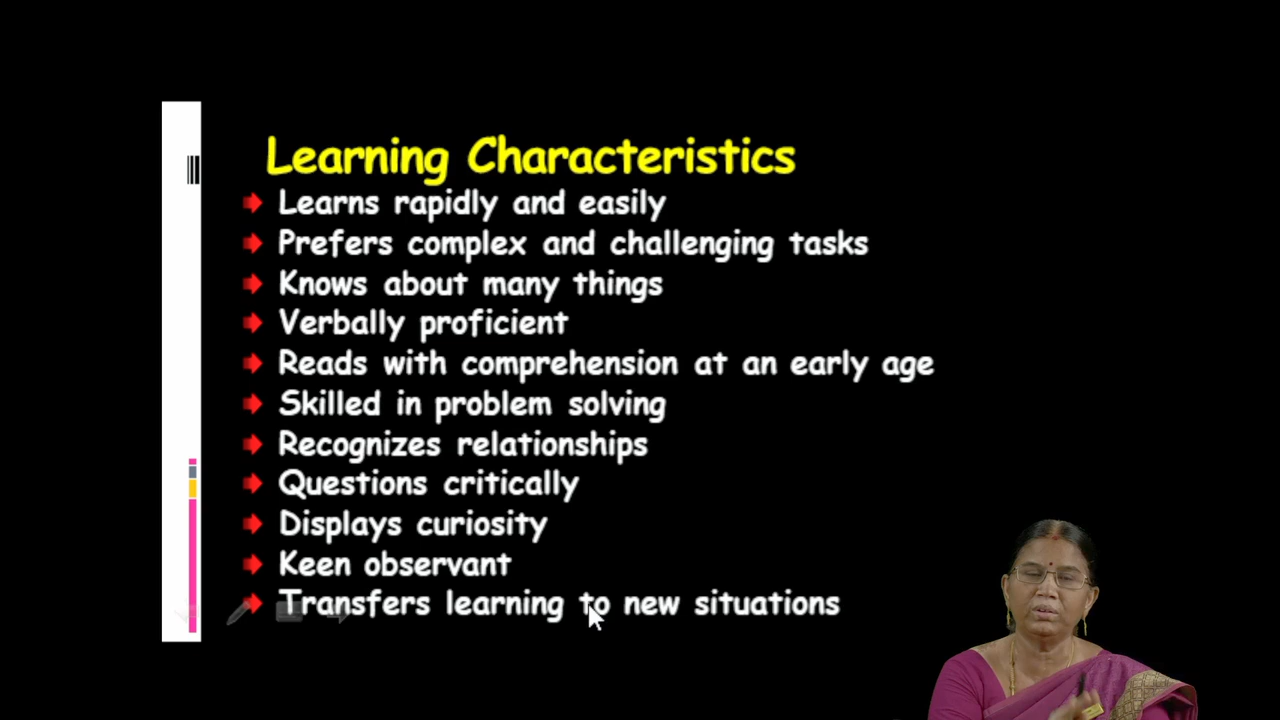 Learning Characteristics
Learns rapidly and easily
Prefers complex and challenging tasks
Knows about many things
Verbally proficient
Reads with comprehension at an early age
Skilled in problem solving
Recognizes relationships
Questions critically
Displays curiosity
Keen observant
Transfers learning to new situations